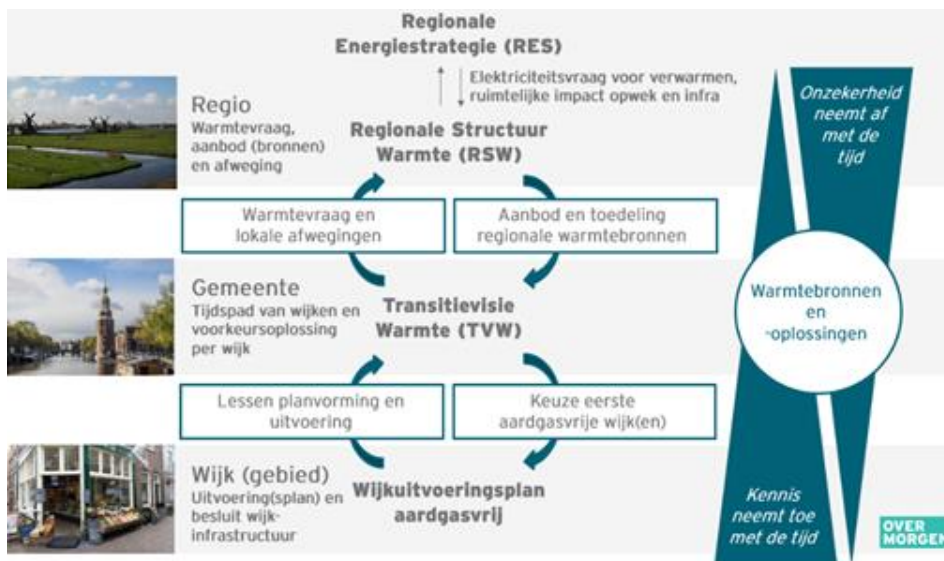 Regionale
Energiestrategie (RES)
Elektriciteitsvraag voor verwarmen,
ruimtelijke impact opwek en infra
Regio
Warmtevraag,
aanbod (bronnen)
en afweging
Regionale Structuur
Warmte (RSW)
Warmtevraag en
lokale afwegingen
Aanbod en toedeling
regionale warmtebronnen
Gemeente
Tijdspad van wijken en
voorkeursoplossing
per wijk
Transitievisie
Warmte (TVW)
Lessen planvorming en
uitvoering
Keuze eerste
aardgasvrije wijk(en)
Wijk (gebied)
Uitvoering(splan) en
besluit wijk-
infrastructuur
Wijkuitvoeringsplan
aardgasvrij
Onzekerheid
neemt af
met de
tijd
Warmtebronnen
en
-oplossingen
Kennis
neemt toe
met de tijd
OVER
MORGEN